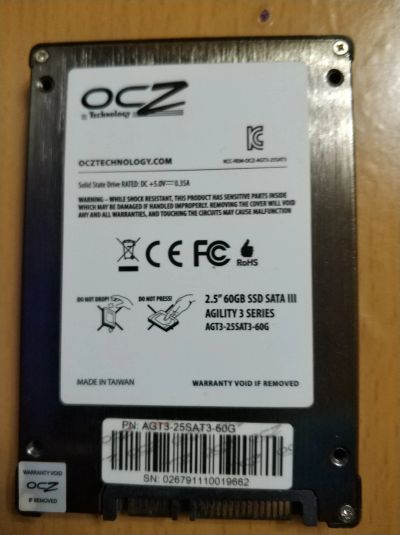 OCZ
Technology
OCZTECHNOLOGY.COM
KCC-REM-OCZ-AGT3-25SAT3
Solid State Drive RATED: DC +5.0V⎓0.35A
WARNING – WHILE SHOCK RESISTANT, THIS PRODUCT HAS SENSITIVE PARTS INSIDE
WHICH MAY BE DAMAGED IF HANDLED IMPROPERLY. REMOVING THE COVER WILL VOID
ANY AND ALL WARRANTIES, AND TOUCHING THE CIRCUITS MAY CAUSE MALFUNCTION
CE FC RoHS
DO NOT DROP! DO NOT PRESS!
2.5" 60GB SSD SATA III
AGILITY 3 SERIES
AGT3-25SAT3-60G
MADE IN TAIWAN WARRANTY VOID IF REMOVED
PN: AGT3-25SAT3-60G
SN: 026791110019662
WARRANTY VOID
OCZ
IF REMOVED